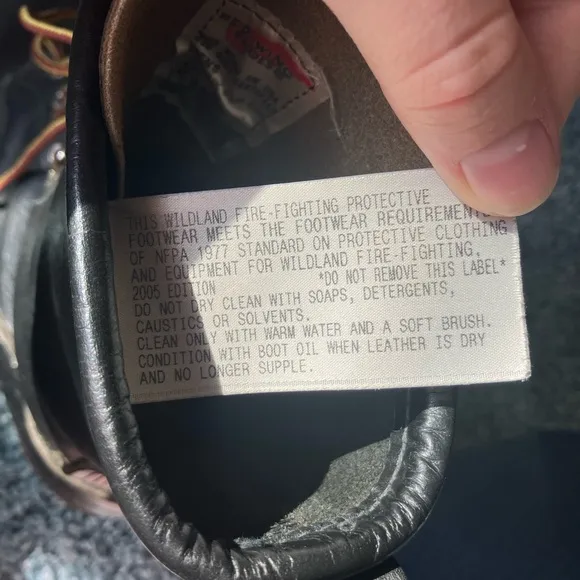 RED WING
SHOES
THIS WILDLAND FIRE-FIGHTING PROTECTIVE
FOOTWEAR MEETS THE FOOTWEAR REQUIREMENTS
OF NFPA 1977 STANDARD ON PROTECTIVE CLOTHING
AND EQUIPMENT FOR WILDLAND FIRE-FIGHTING,
2005 EDITION *DO NOT REMOVE THIS LABEL*
DO NOT DRY CLEAN WITH SOAPS, DETERGENTS,
CAUSTICS OR SOLVENTS.
CLEAN ONLY WITH WARM WATER AND A SOFT BRUSH.
CONDITION WITH BOOT OIL WHEN LEATHER IS DRY
AND NO LONGER SUPPLE.